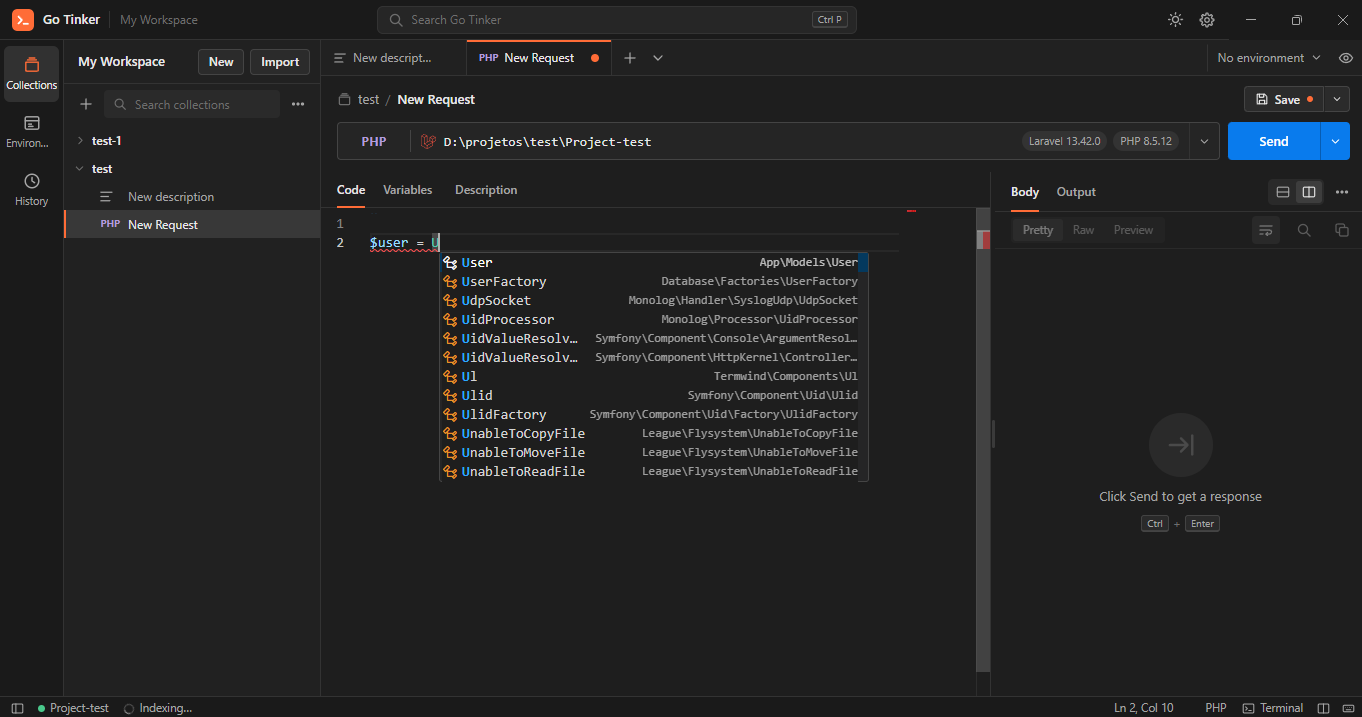 Go Tinker My Workspace Search Go Tinker Ctrl P
Collections
Environ...
History
My Workspace New Import
Search collections
test-1
test
New description
PHP New Request
New descript... PHP New Request No environment
test / New Request Save
PHP D:\projetos\test\Project-test Laravel 13.42.0 PHP 8.5.12 Send
Code Variables Description
1
2 $user = U
User App\Models\User
UserFactory Database\Factories\UserFactory
UdpSocket Monolog\Handler\SyslogUdp\UdpSocket
UidProcessor Monolog\Processor\UidProcessor
UidValueResolv… Symfony\Component\Console\ArgumentResol…
UidValueResolv… Symfony\Component\HttpKernel\Controller…
Ul Termwind\Components\Ul
Ulid Symfony\Component\Uid\Ulid
UlidFactory Symfony\Component\Uid\Factory\UlidFactory
UnableToCopyFile League\Flysystem\UnableToCopyFile
UnableToMoveFile League\Flysystem\UnableToMoveFile
UnableToReadFile League\Flysystem\UnableToReadFile
Body Output
Pretty Raw Preview
Click Send to get a response
Ctrl + Enter
Project-test Indexing... Ln 2, Col 10 PHP Terminal